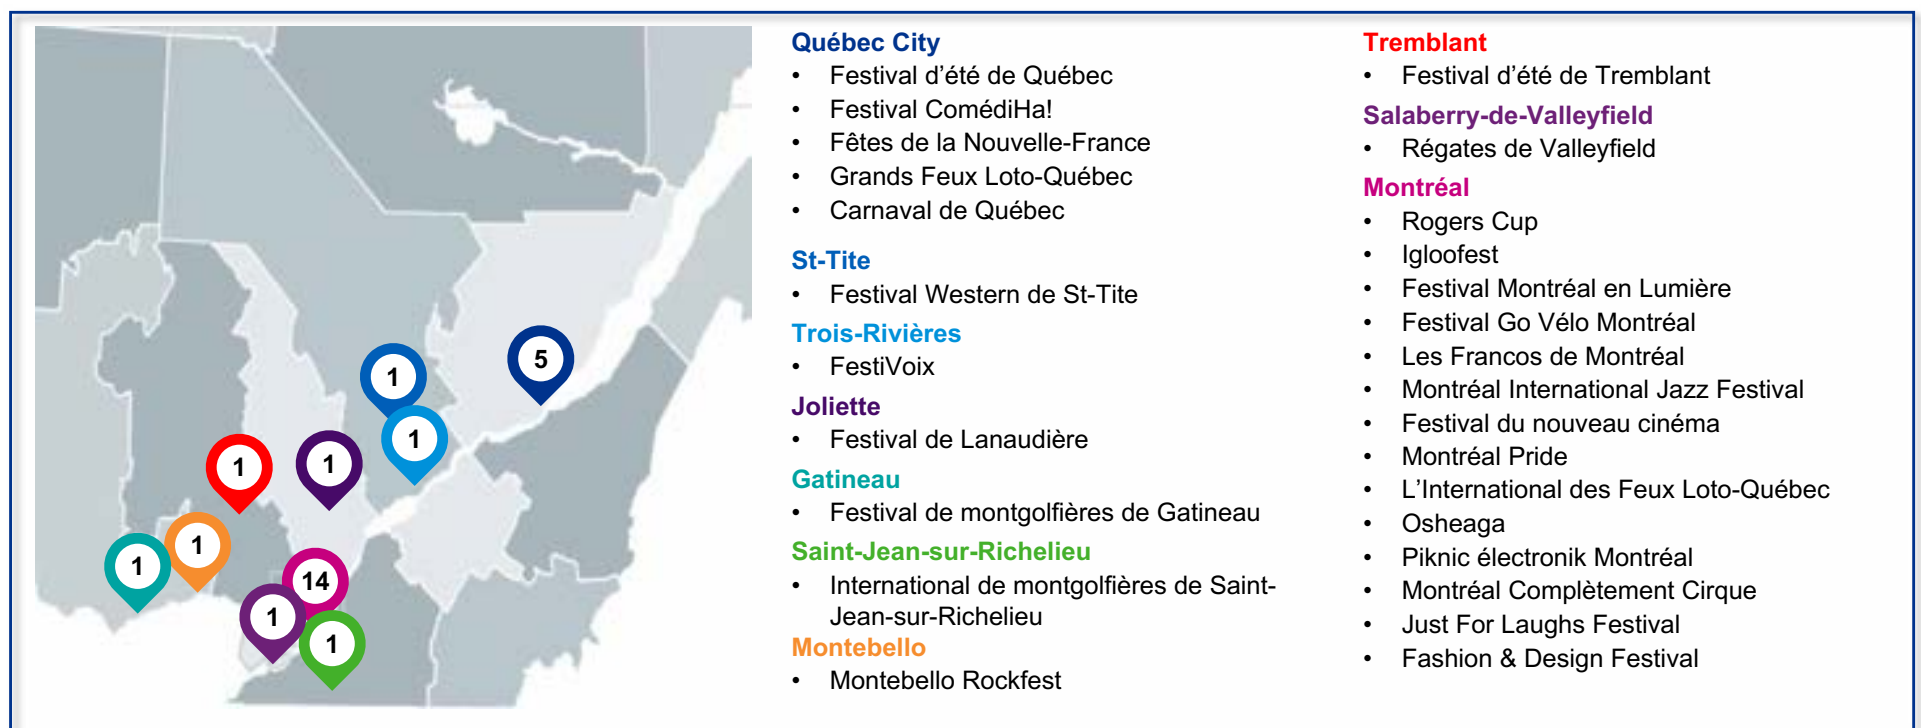 5
1
1
1
1
1
1
14
1
1
Québec City
• Festival d'été de Québec
• Festival ComédiHa!
• Fêtes de la Nouvelle-France
• Grands Feux Loto-Québec
• Carnaval de Québec
St-Tite
• Festival Western de St-Tite
Trois-Rivières
• FestiVoix
Joliette
• Festival de Lanaudière
Gatineau
• Festival de montgolfières de Gatineau
Saint-Jean-sur-Richelieu
• International de montgolfières de Saint-
Jean-sur-Richelieu
Montebello
• Montebello Rockfest
Tremblant
• Festival d'été de Tremblant
Salaberry-de-Valleyfield
• Régates de Valleyfield
Montréal
• Rogers Cup
• Igloofest
• Festival Montréal en Lumière
• Festival Go Vélo Montréal
• Les Francos de Montréal
• Montréal International Jazz Festival
• Festival du nouveau cinéma
• Montréal Pride
• L'International des Feux Loto-Québec
• Osheaga
• Piknic électronik Montréal
• Montréal Complètement Cirque
• Just For Laughs Festival
• Fashion & Design Festival